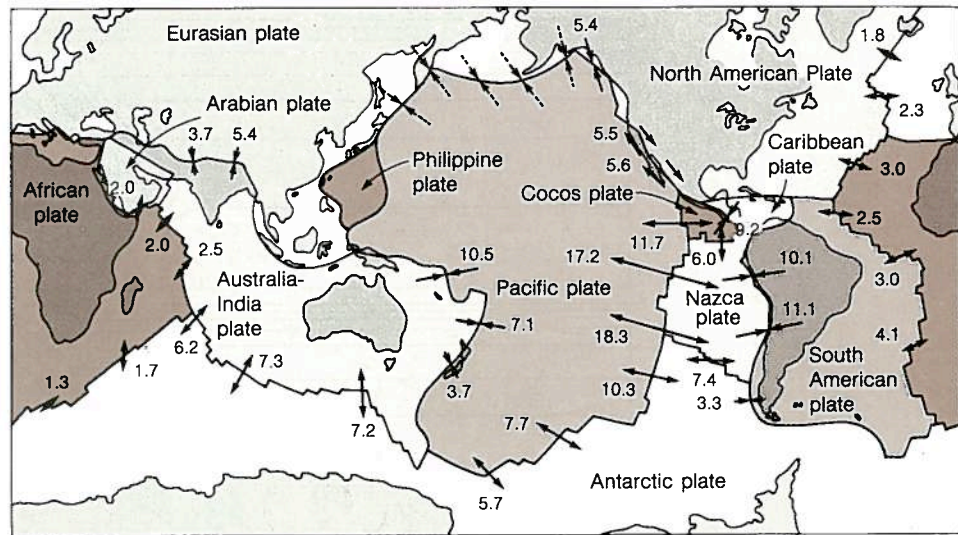 5.4
1.8
Eurasian plate
North American Plate
Arabian plate
2.3
3.7
5.4
5.5
Caribbean
plate
Philippine
plate
5.6
3.0
African
plate
2.0
Cocos plate
2.5
2.0
2.5
11.7
9.2
10.5
17.2
6.0
10.1
3.0
Australia-
India
plate
Pacific plate
Nazca
plate
7.1
18.3
11.1
4.1
6.2
7.3
South
American
plate
1.3
1.7
3.7
10.3
7.4
3.3
7.2
7.7
5.7
Antarctic plate